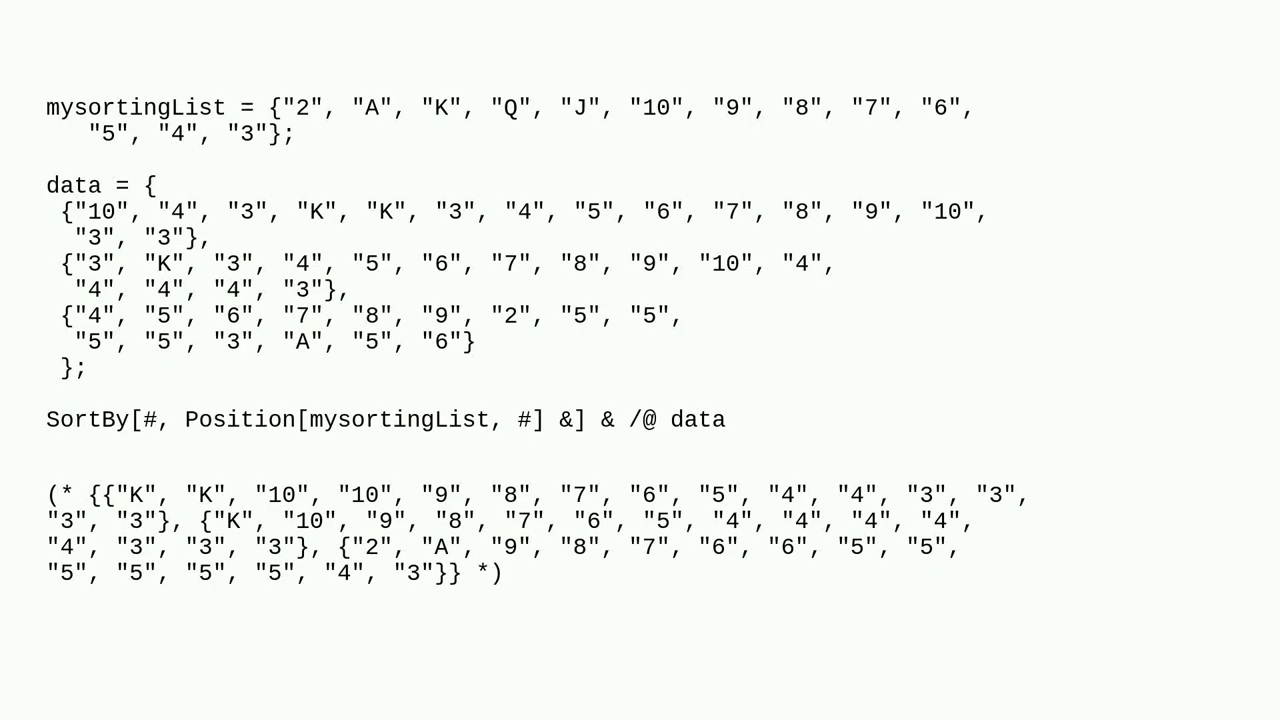 mysortingList = {"2", "A", "K", "Q", "J", "10", "9", "8", "7", "6",
   "5", "4", "3"};
data = {
 {"10", "4", "3", "K", "K", "3", "4", "5", "6", "7", "8", "9", "10",
  "3", "3"},
 {"3", "K", "3", "4", "5", "6", "7", "8", "9", "10", "4",
  "4", "4", "4", "3"},
 {"4", "5", "6", "7", "8", "9", "2", "5", "5",
  "5", "5", "3", "A", "5", "6"}
 };
SortBy[#, Position[mysortingList, #] &] & /@ data
(* {{"K", "K", "10", "10", "9", "8", "7", "6", "5", "4", "4", "3", "3",
"3", "3"}, {"K", "10", "9", "8", "7", "6", "5", "4", "4", "4", "4",
"4", "3", "3", "3"}, {"2", "A", "9", "8", "7", "6", "6", "5", "5",
"5", "5", "5", "5", "4", "3"}} *)